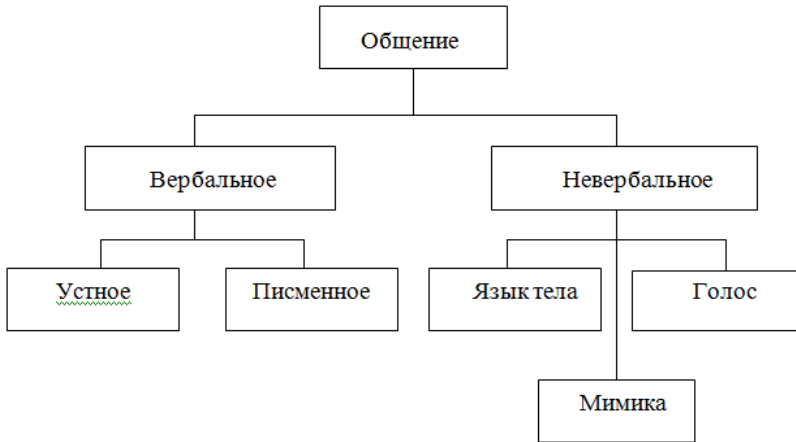 Общение
Вербальное
Невербальное
Устное
Писменное
Язык тела
Голос
Мимика